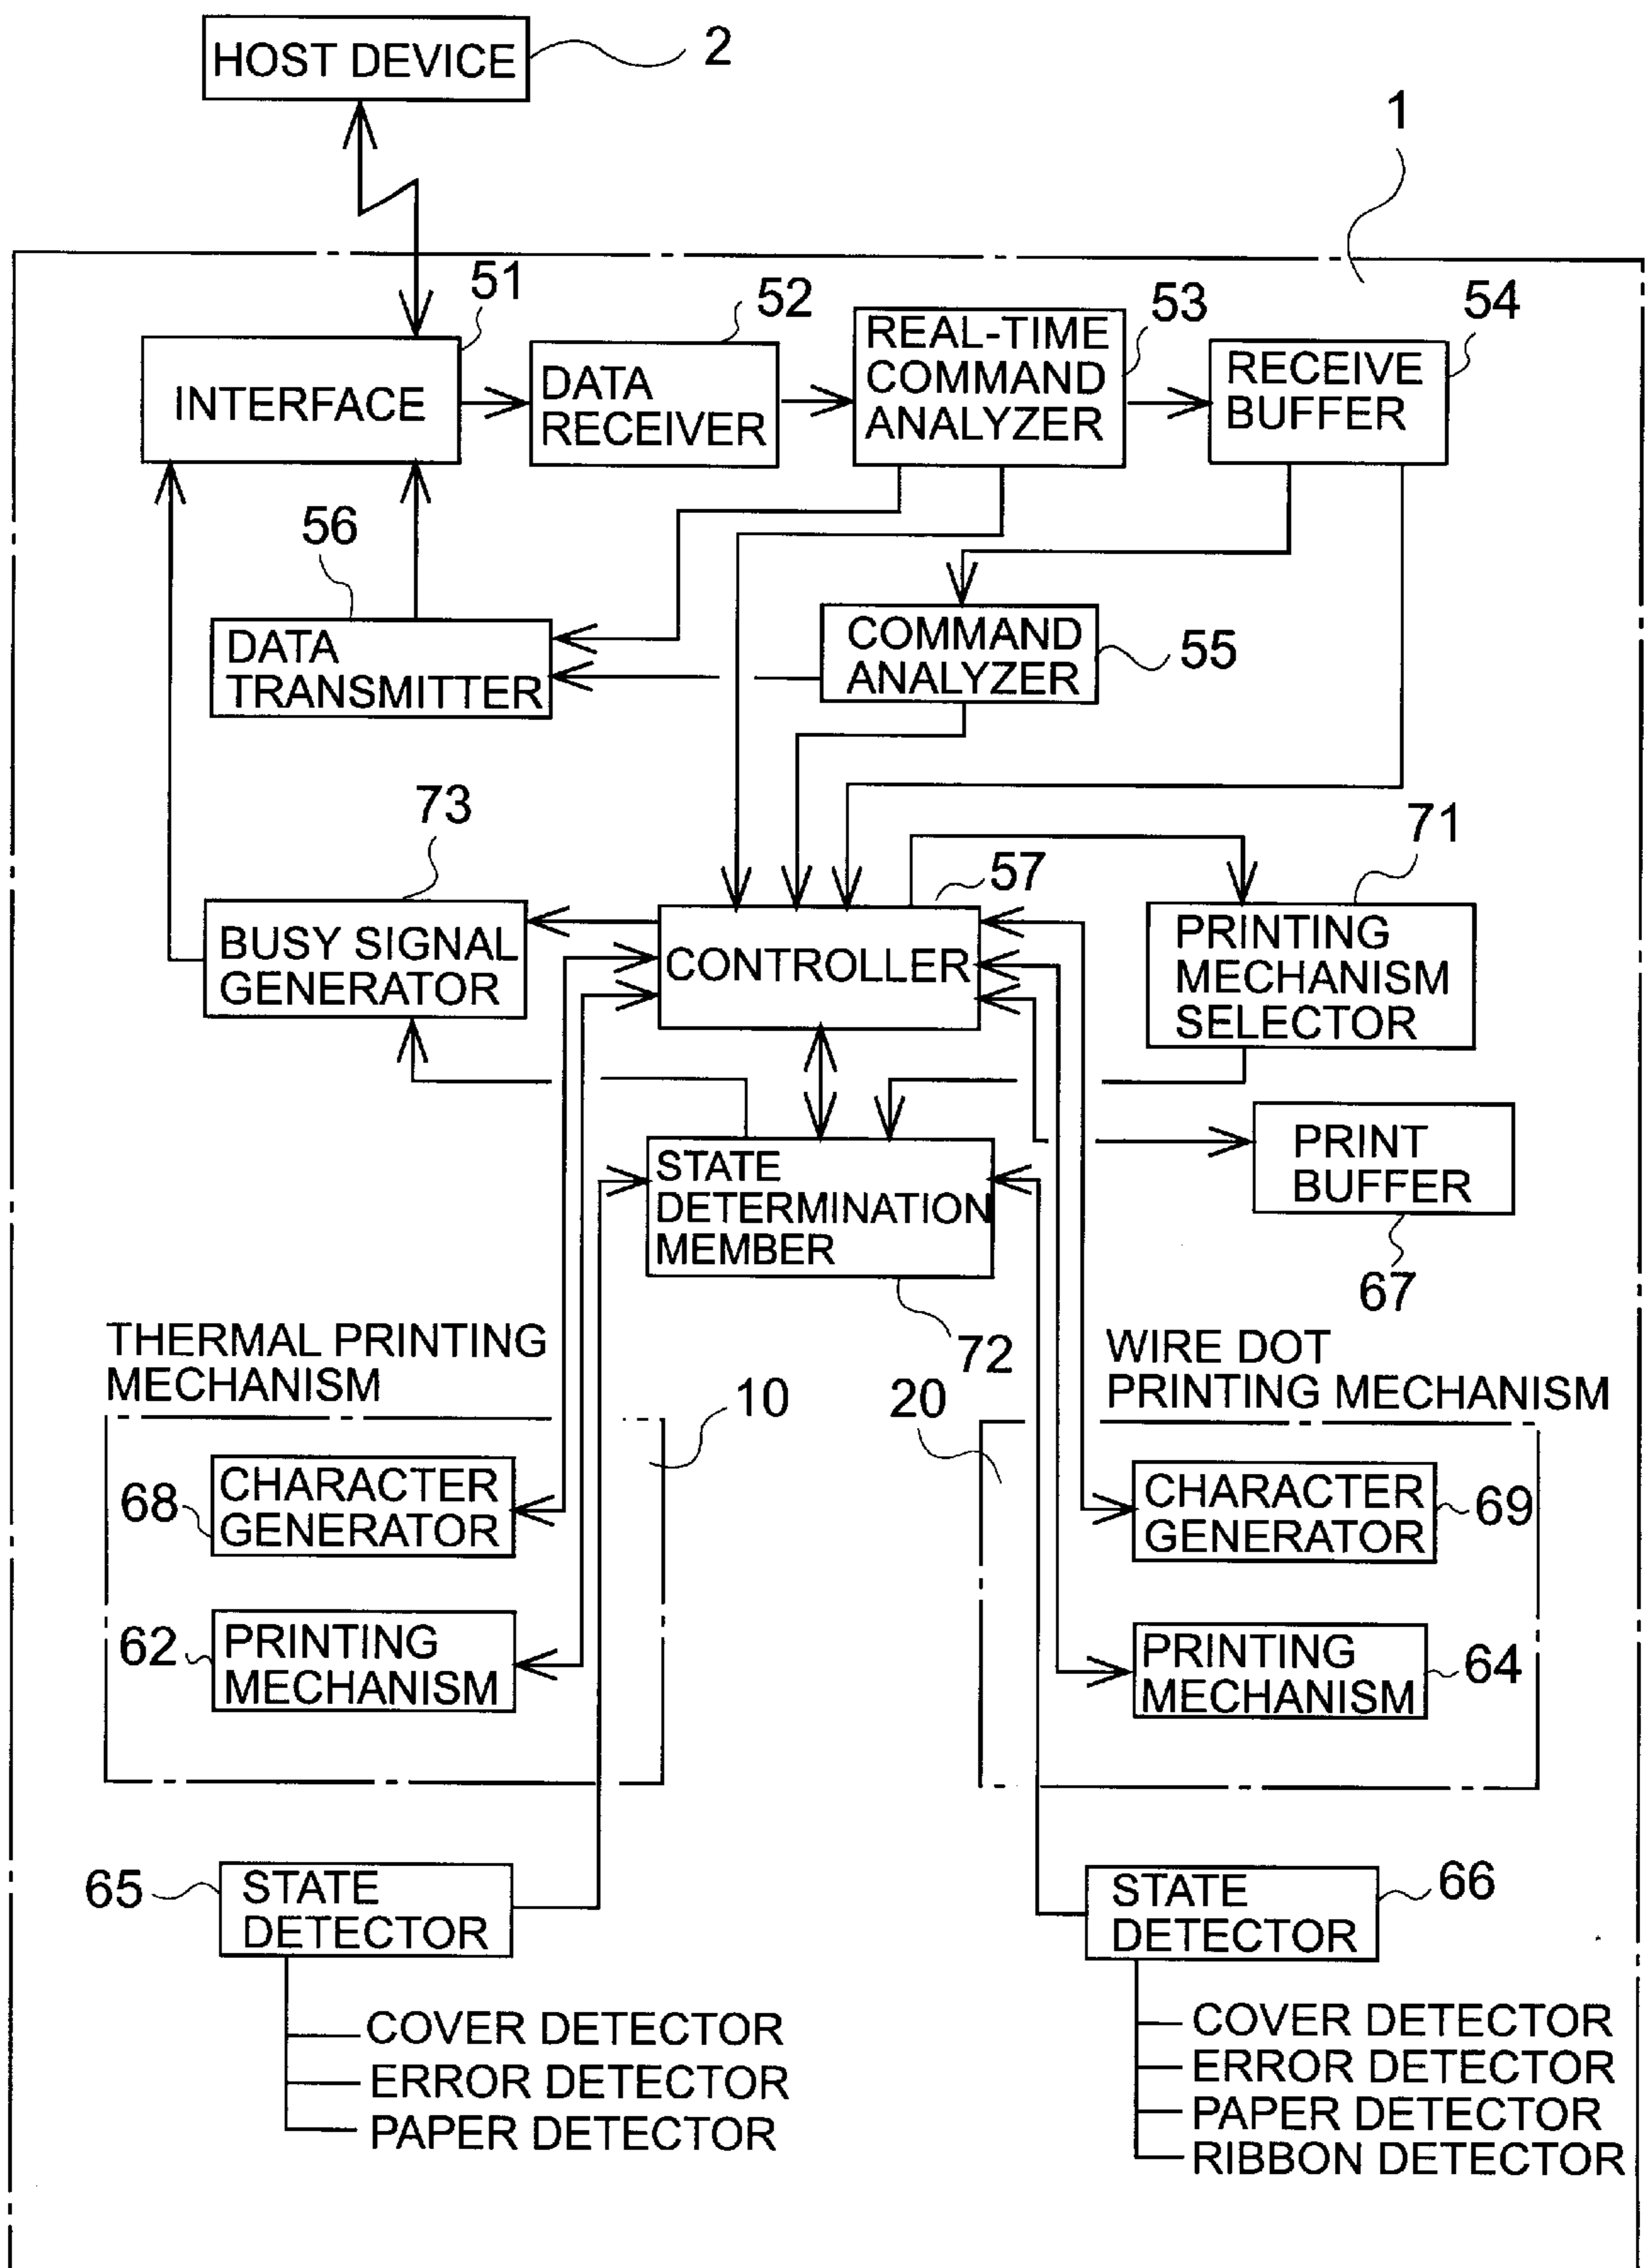 HOST DEVICE
2
1
51
52
53
54
INTERFACE
DATA
RECEIVER
REAL-TIME
COMMAND
ANALYZER
RECEIVE
BUFFER
56
DATA
TRANSMITTER
COMMAND
ANALYZER
55
73
57
71
BUSY SIGNAL
GENERATOR
CONTROLLER
PRINTING
MECHANISM
SELECTOR
STATE
DETERMINATION
MEMBER
72
PRINT
BUFFER
67
THERMAL PRINTING
MECHANISM
10
WIRE DOT
PRINTING MECHANISM
20
68
CHARACTER
GENERATOR
CHARACTER
GENERATOR
69
62
PRINTING
MECHANISM
PRINTING
MECHANISM
64
65
STATE
DETECTOR
STATE
DETECTOR
66
COVER DETECTOR
ERROR DETECTOR
PAPER DETECTOR
COVER DETECTOR
ERROR DETECTOR
PAPER DETECTOR
RIBBON DETECTOR